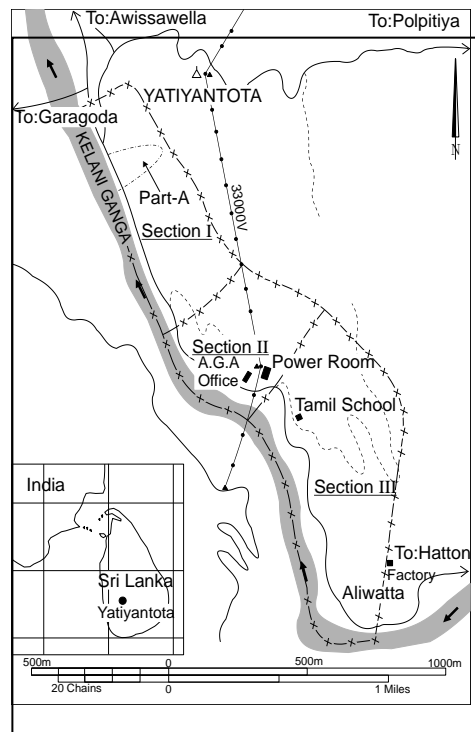 To:Awissawella
To:Polpitiya
YATIYANTOTA
To:Garagoda
N
KELANI GANGA
Part-A
33000V
Section I
Section II
A.G.A
Office
Power Room
Tamil School
Section III
India
Sri Lanka
Yatiyantota
To:Hatton
Factory
Aliwatta
500m 0 500m 1000m
20 Chains 0 1 Miles